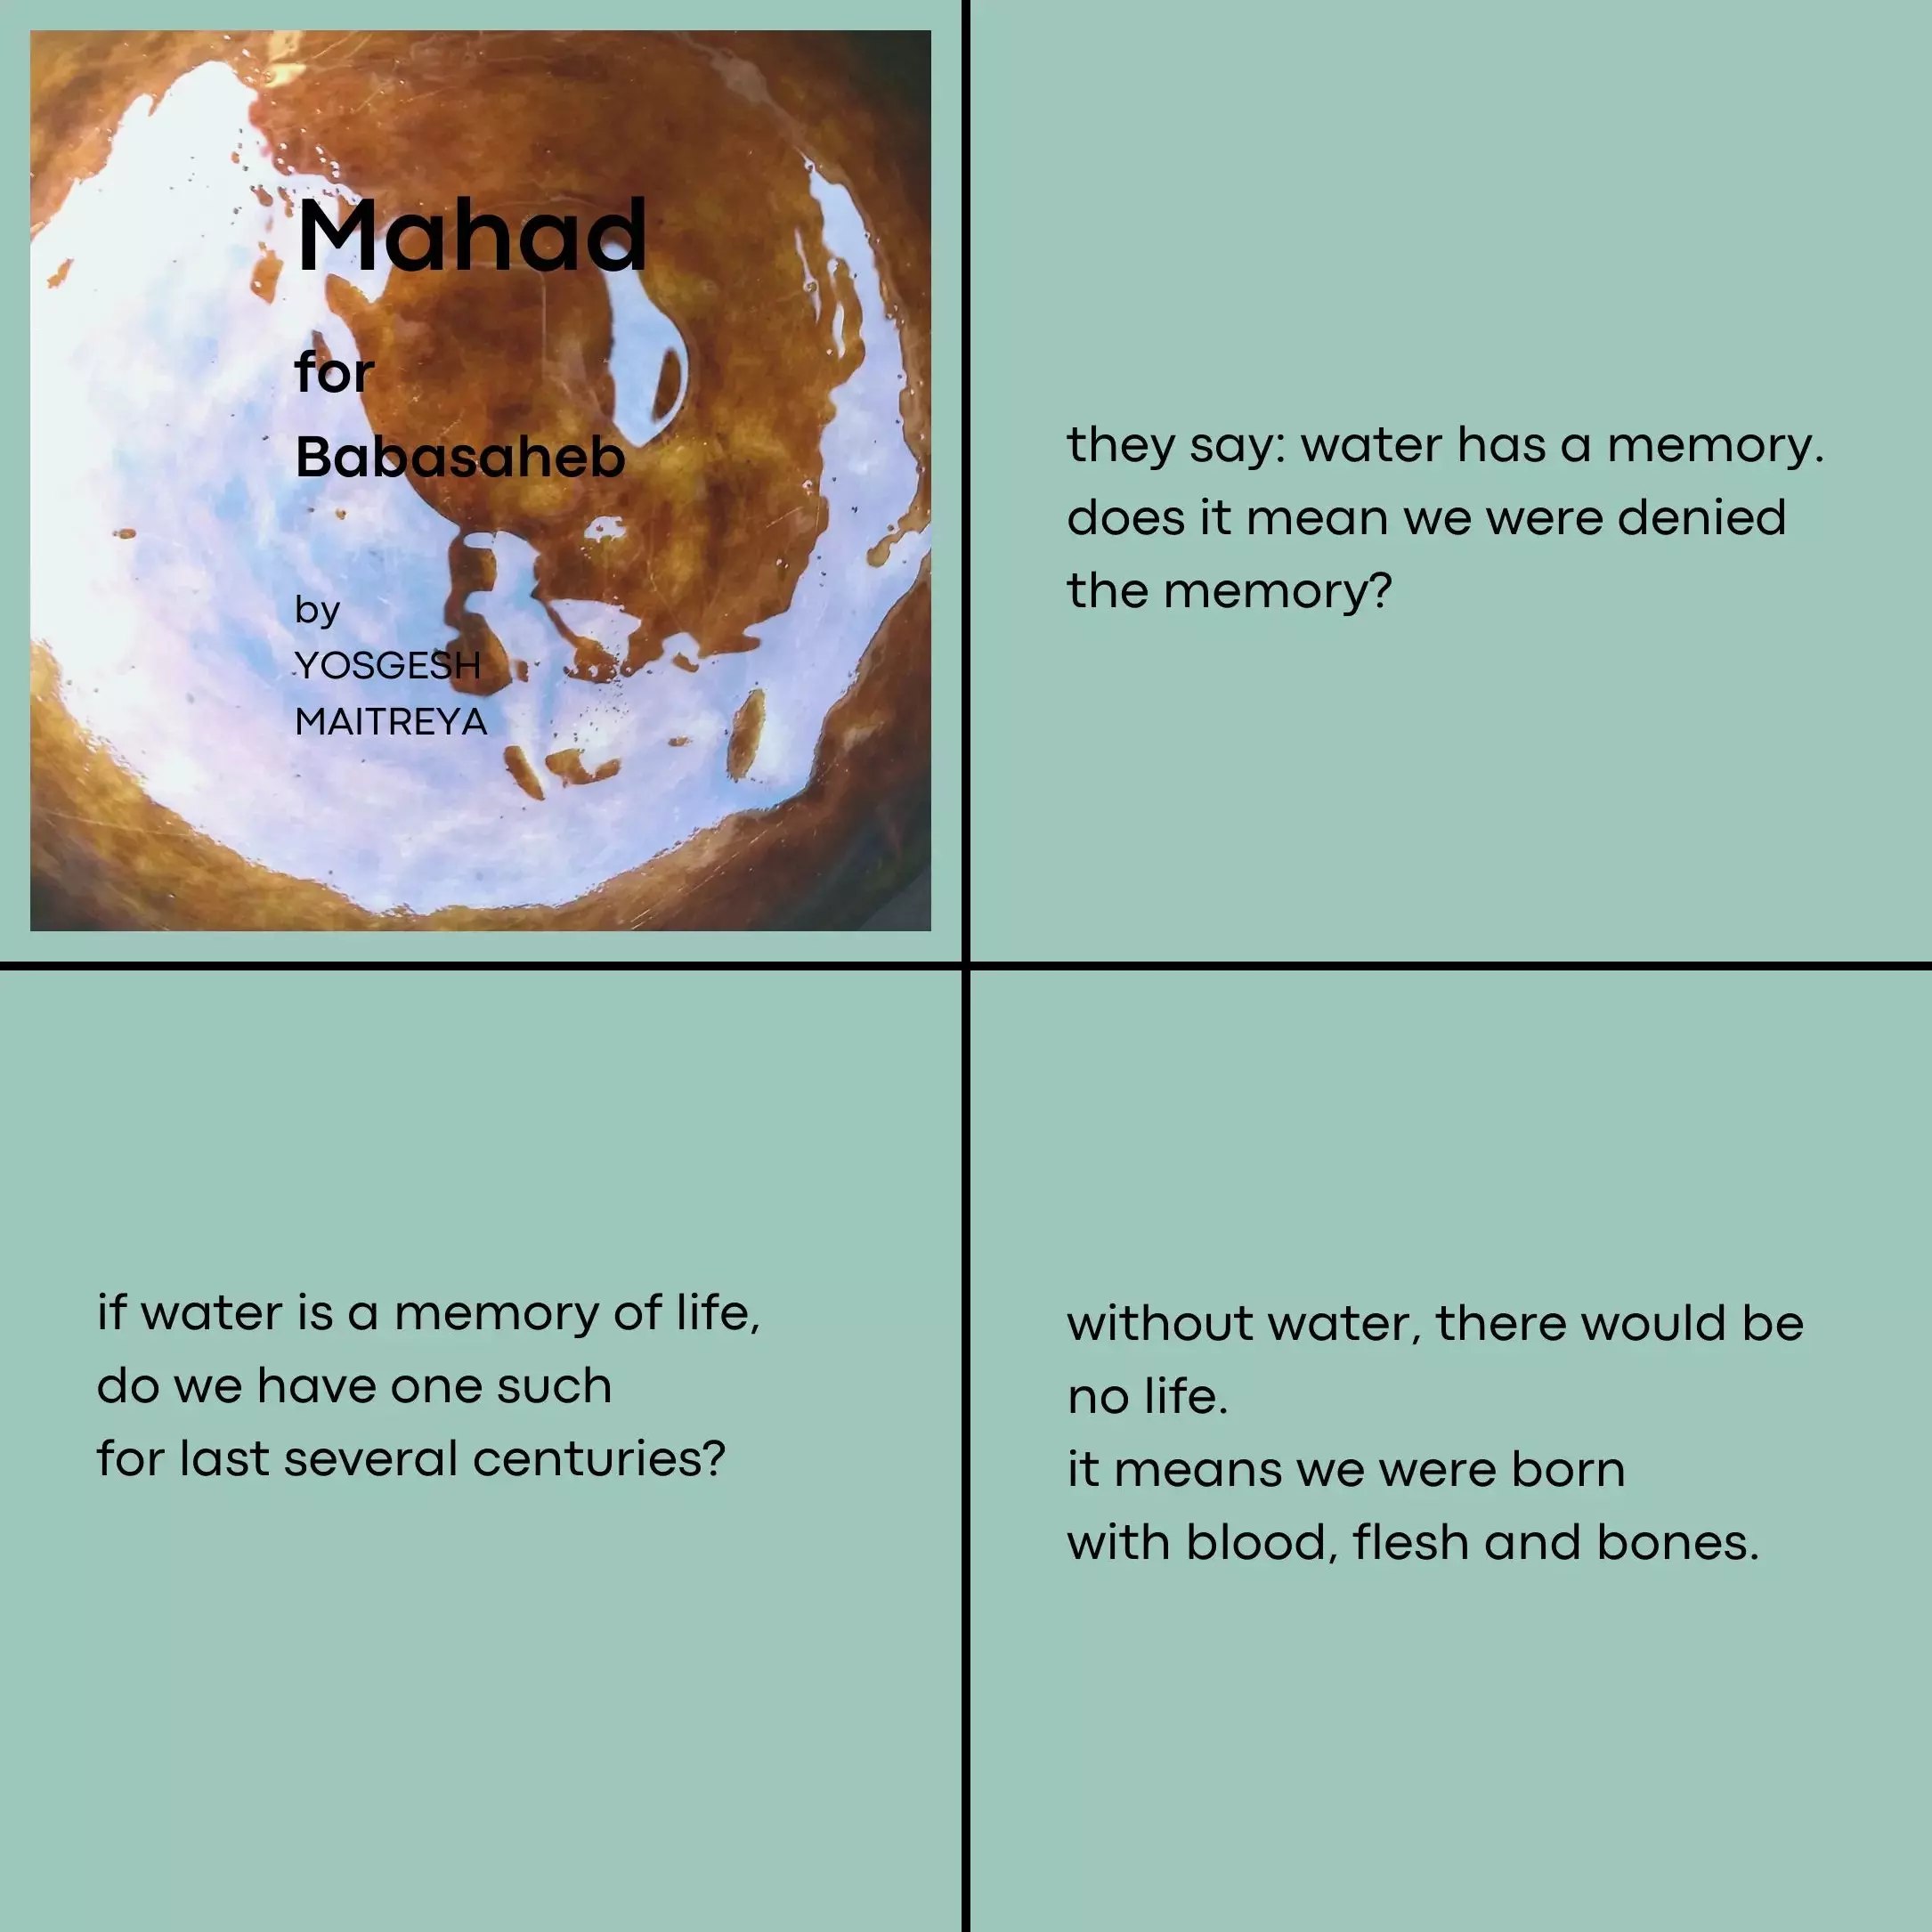 Mahad
for
Babasaheb
by
YOSGESH
MAITREYA
they say: water has a memory.
does it mean we were denied
the memory?
if water is a memory of life,
do we have one such
for last several centuries?
without water, there would be
no life.
it means we were born
with blood, flesh and bones.